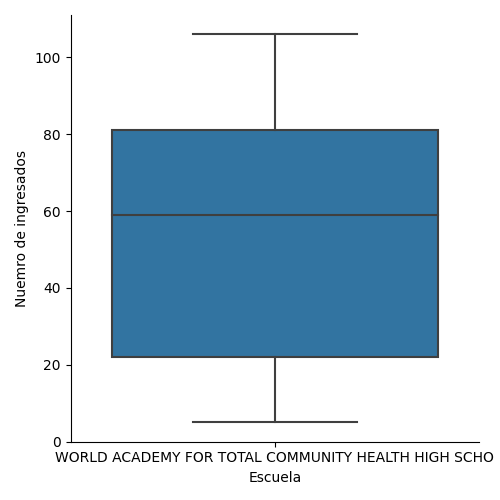 100
80
60
40
20
0
Nuemro de ingresados
WORLD ACADEMY FOR TOTAL COMMUNITY HEALTH HIGH SCHO
Escuela